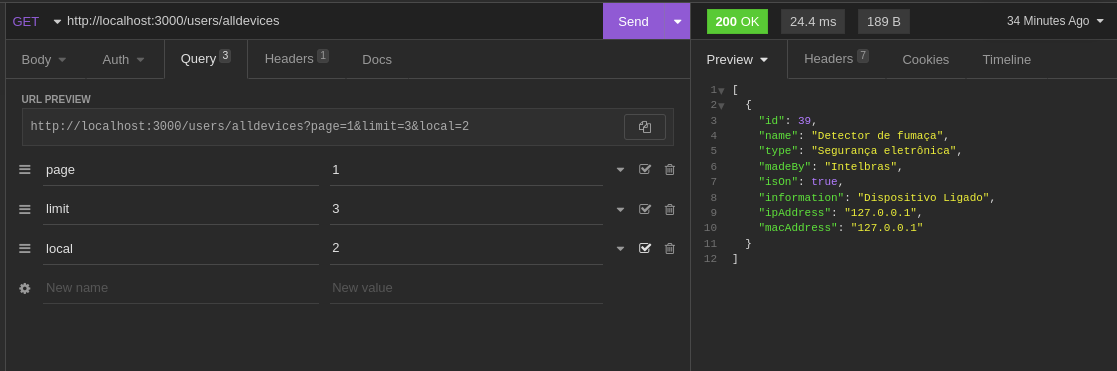 GET http://localhost:3000/users/alldevices Send 200 OK 24.4 ms 189 B 34 Minutes Ago
Body Auth Query 3 Headers 1 Docs
Preview Headers 7 Cookies Timeline
URL PREVIEW
http://localhost:3000/users/alldevices?page=1&limit=3&local=2
page 1
limit 3
local 2
New name New value
1 [
2 {
3 "id": 39,
4 "name": "Detector de fumaça",
5 "type": "Segurança eletrônica",
6 "madeBy": "Intelbras",
7 "isOn": true,
8 "information": "Dispositivo Ligado",
9 "ipAddress": "127.0.0.1",
10 "macAddress": "127.0.0.1"
11 }
12 ]